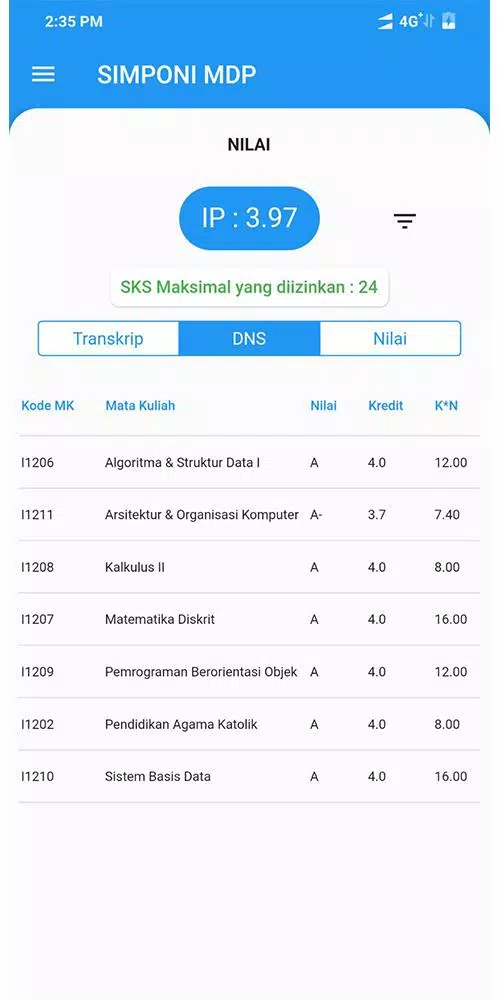 2:35 PM 4G+
SIMPONI MDP
NILAI
IP : 3.97
SKS Maksimal yang diizinkan : 24
Transkrip DNS Nilai
Kode MK Mata Kuliah Nilai Kredit K*N
I1206 Algoritma & Struktur Data I A 4.0 12.00
I1211 Arsitektur & Organisasi Komputer A- 3.7 7.40
I1208 Kalkulus II A 4.0 8.00
I1207 Matematika Diskrit A 4.0 16.00
I1209 Pemrograman Berorientasi Objek A 4.0 12.00
I1202 Pendidikan Agama Katolik A 4.0 8.00
I1210 Sistem Basis Data A 4.0 16.00